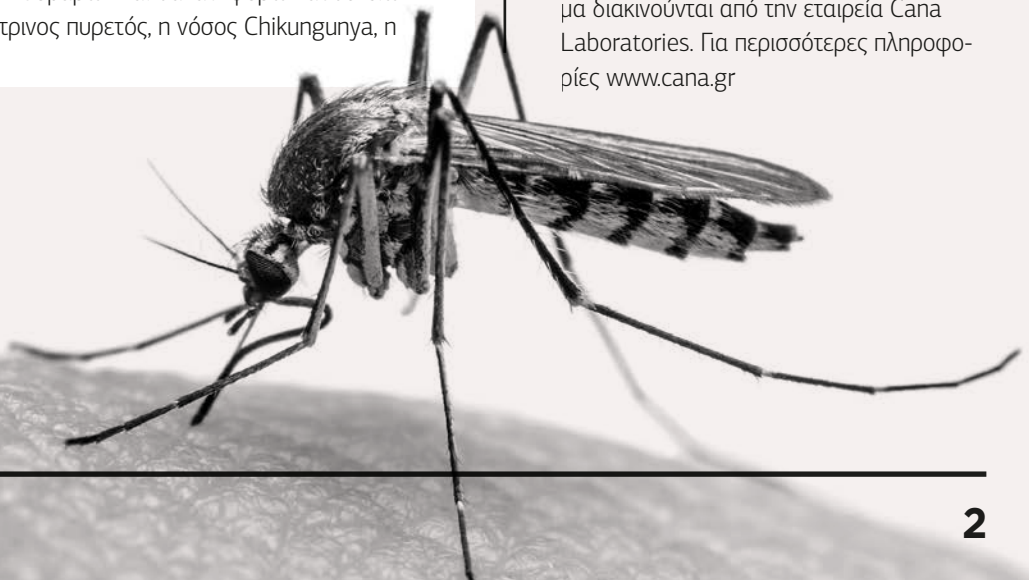 τρινος πυρετός, η νόσος Chikungunya, η
μα διακινούνται από την εταιρεία Cana
Laboratories. Για περισσότερες πληροφο-
ρίες www.cana.gr
2